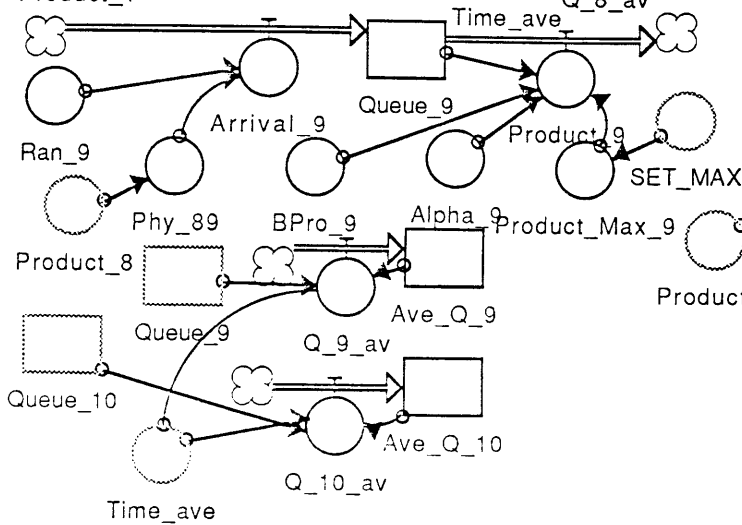 Time_ave
Queue_9
Arrival_9
Product_9
Ran_9
SET_MAX
Phy_89
BPro_9
Alpha_9
Product_Max_9
Product_8
Ave_Q_9
Queue_9
Q_9_av
Queue_10
Ave_Q_10
Q_10_av
Time_ave